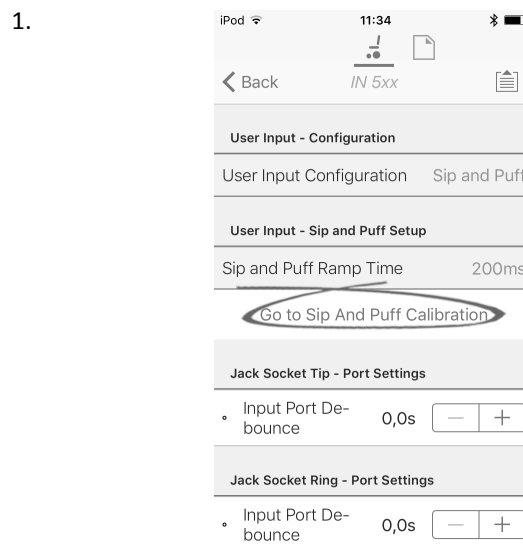 1.
iPod 11:34
Back IN 5xx
User Input - Configuration
User Input Configuration Sip and Puff
User Input - Sip and Puff Setup
Sip and Puff Ramp Time 200ms
Go to Sip And Puff Calibration
Jack Socket Tip - Port Settings
Input Port De-
bounce
0,0s — +
Jack Socket Ring - Port Settings
Input Port De-
bounce
0,0s — +